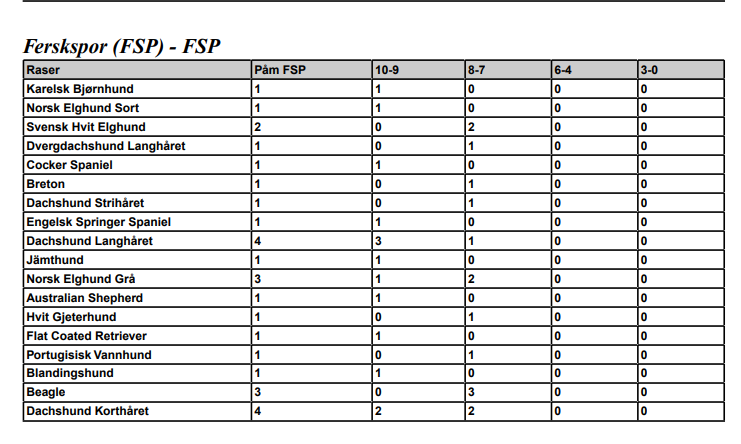 Ferskspor (FSP) - FSP
Raser Påm FSP 10-9 8-7 6-4 3-0
Karelsk Bjørnhund 1 1 0 0 0
Norsk Elghund Sort 1 1 0 0 0
Svensk Hvit Elghund 2 0 2 0 0
Dvergdachshund Langhåret 1 0 1 0 0
Cocker Spaniel 1 1 0 0 0
Breton 1 0 1 0 0
Dachshund Strihåret 1 0 1 0 0
Engelsk Springer Spaniel 1 1 0 0 0
Dachshund Langhåret 4 3 1 0 0
Jämthund 1 1 0 0 0
Norsk Elghund Grå 3 1 2 0 0
Australian Shepherd 1 1 0 0 0
Hvit Gjeterhund 1 0 1 0 0
Flat Coated Retriever 1 1 0 0 0
Portugisisk Vannhund 1 0 1 0 0
Blandingshund 1 1 0 0 0
Beagle 3 0 3 0 0
Dachshund Korthåret 4 2 2 0 0